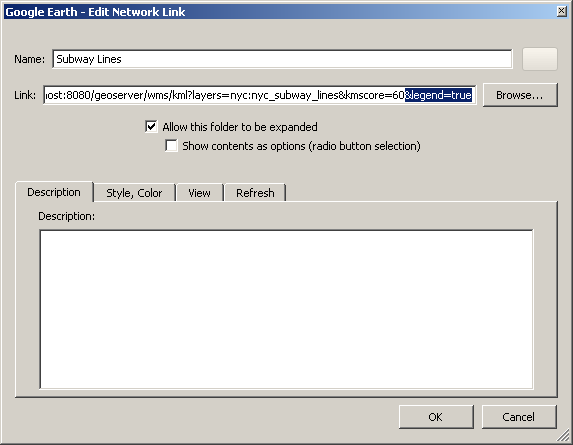 Google Earth - Edit Network Link
Name: Subway Lines
Link: ost:8080/geoserver/wms/kml?layers=nyc:nyc_subway_lines&kmscore=60&legend=true Browse...
Allow this folder to be expanded
Show contents as options (radio button selection)
Description Style, Color View Refresh
Description:
OK Cancel